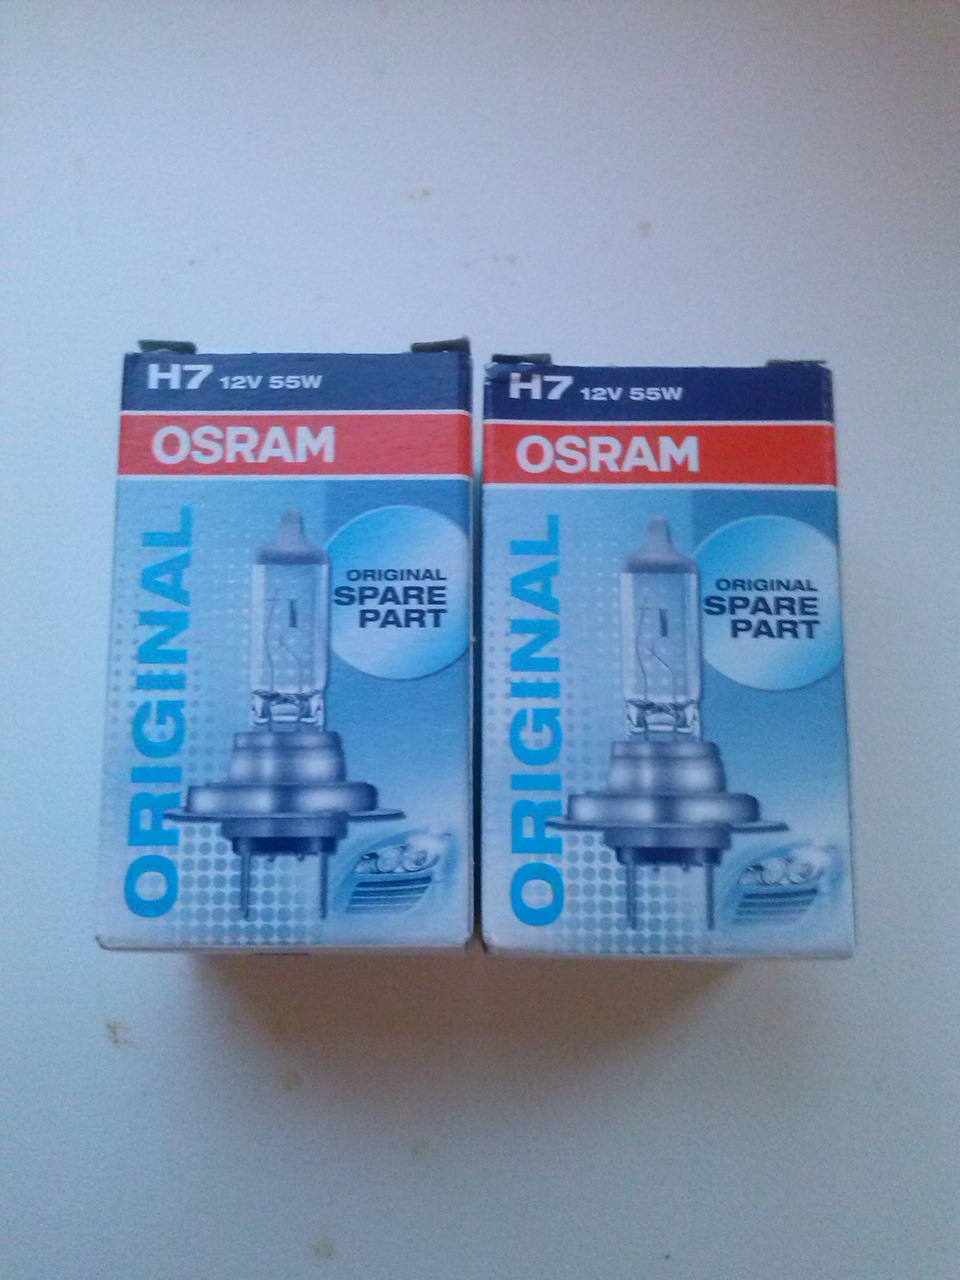 H7 12V 55W
OSRAM
ORIGINAL
ORIGINAL
SPARE
PART
H7 12V 55W
OSRAM
ORIGINAL
ORIGINAL
SPARE
PART